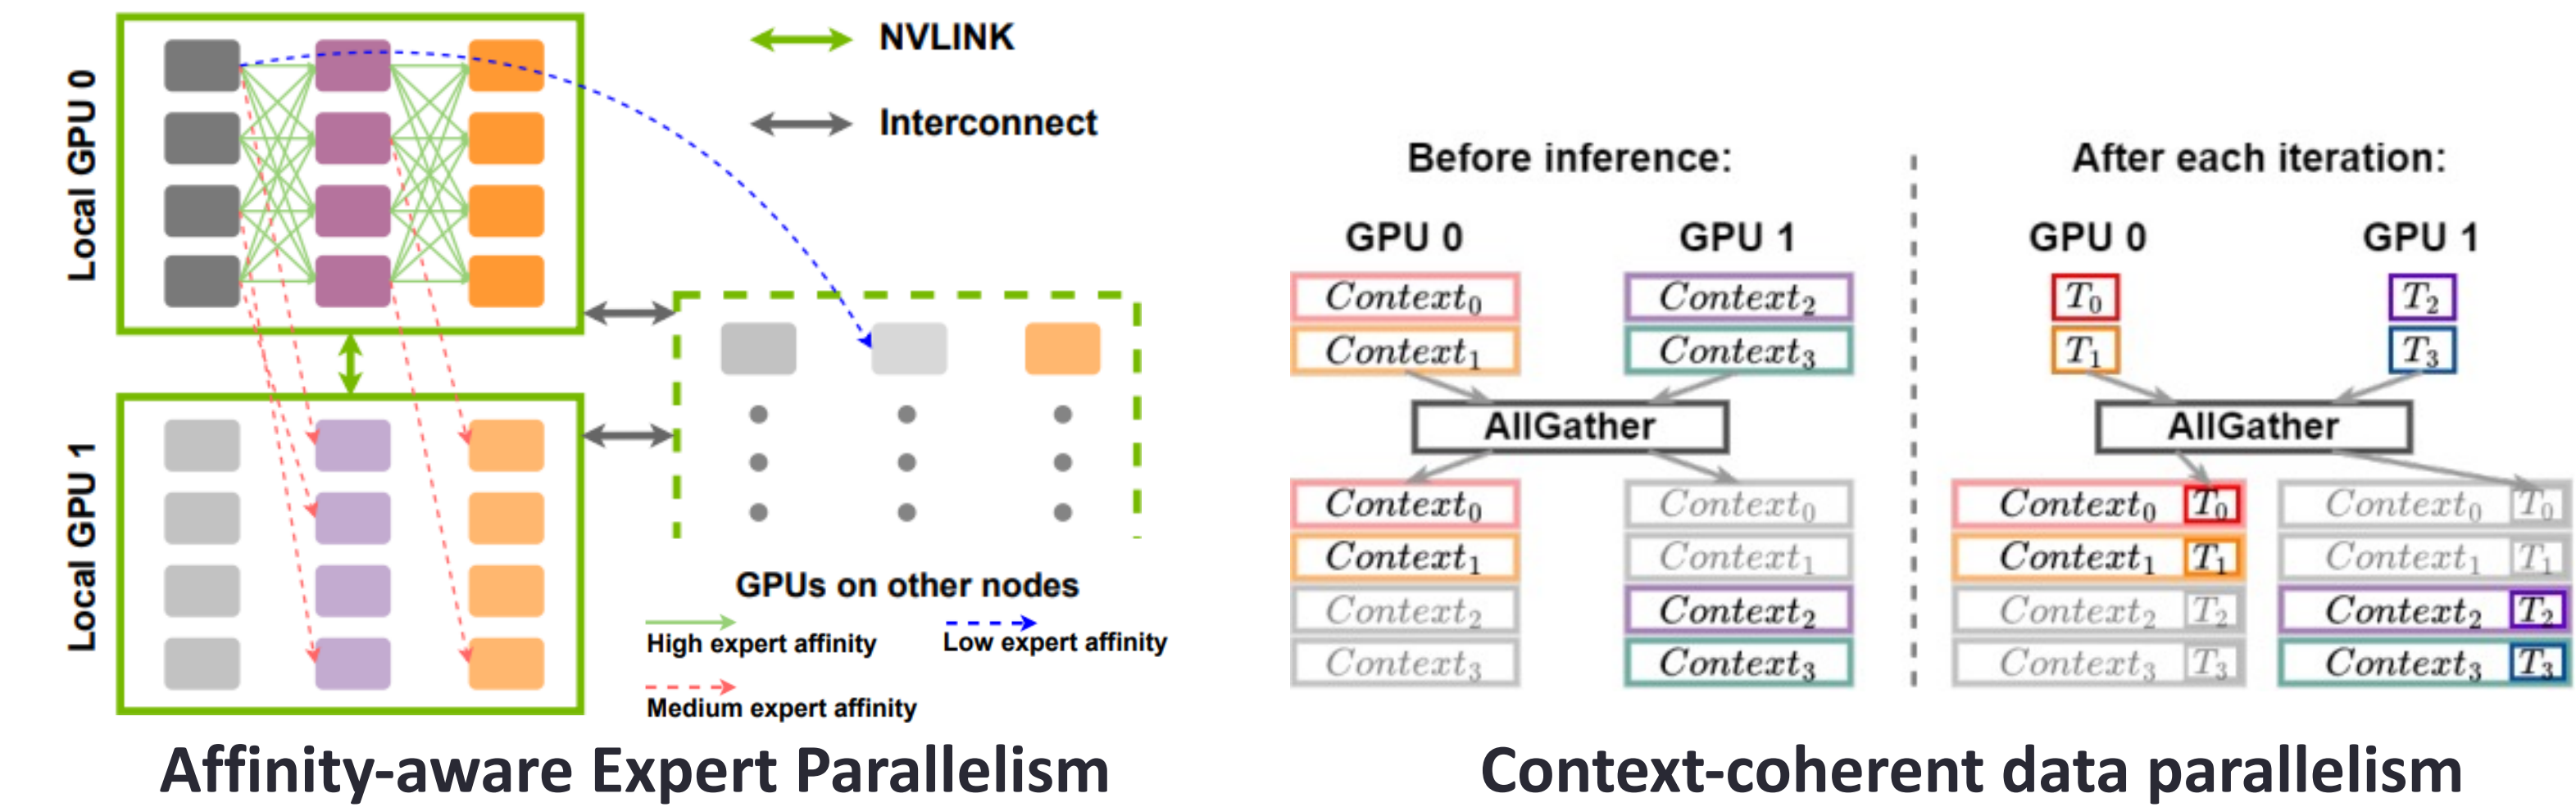 Local GPU 0
Local GPU 1
NVLINK
Interconnect
GPUs on other nodes
High expert affinity
Low expert affinity
Medium expert affinity
Affinity-aware Expert Parallelism
Before inference:
GPU 0
GPU 1
Context0
Context2
Context1
Context3
AllGather
Context0
Context0
Context1
Context1
Context2
Context2
Context3
Context3
After each iteration:
GPU 0
GPU 1
T0
T2
T1
T3
AllGather
Context0 T0
Context0 T0
Context1 T1
Context1 T1
Context2 T2
Context2 T2
Context3 T3
Context3 T3
Context-coherent data parallelism